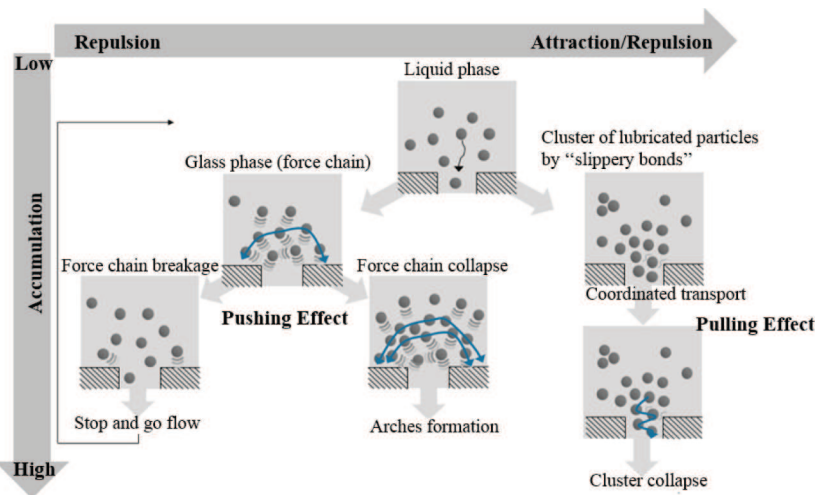 Repulsion
Attraction/Repulsion
Low
Liquid phase
Cluster of lubricated particles
by “slippery bonds”
Glass phase (force chain)
Accumulation
Force chain breakage
Force chain collapse
Coordinated transport
Pushing Effect
Pulling Effect
Stop and go flow
Arches formation
High
Cluster collapse